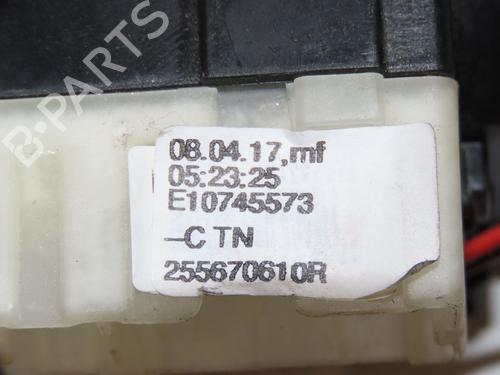 B-PARTS
08.04.17,mf
05:23:25
E10745573
-C TN
255670610R